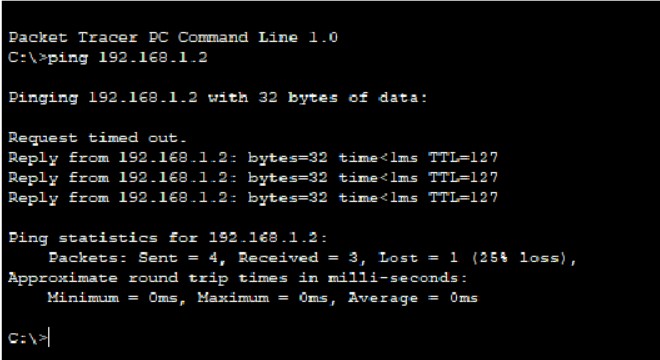 Packet Tracer PC Command Line 1.0
C:\>ping 192.168.1.2
Pinging 192.168.1.2 with 32 bytes of data:
Request timed out.
Reply from 192.168.1.2: bytes=32 time<1ms TTL=127
Reply from 192.168.1.2: bytes=32 time<1ms TTL=127
Reply from 192.168.1.2: bytes=32 time<1ms TTL=127
Ping statistics for 192.168.1.2:
Packets: Sent = 4, Received = 3, Lost = 1 (25% loss),
Approximate round trip times in milli-seconds:
Minimum = 0ms, Maximum = 0ms, Average = 0ms
C:\>